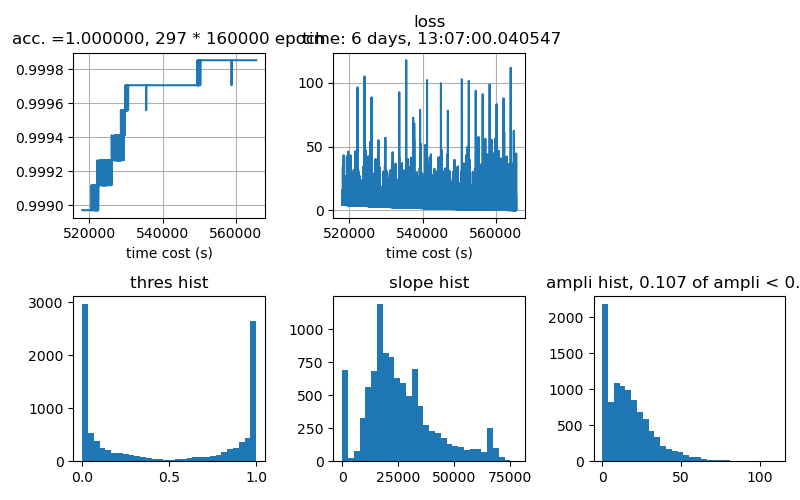 loss
acc. =1.000000, 297 * 160000 epoch
time: 6 days, 13:07:00.040547
0.9998
0.9996
0.9994
0.9992
0.9990
520000 540000 560000
time cost (s)
100
50
0
520000 540000 560000
time cost (s)
thres hist
3000
2000
1000
0
0.0 0.5 1.0
slope hist
1000
750
500
250
0
0 25000 50000 75000
ampli hist, 0.107 of ampli < 0.
2000
1500
1000
500
0
0 50 100